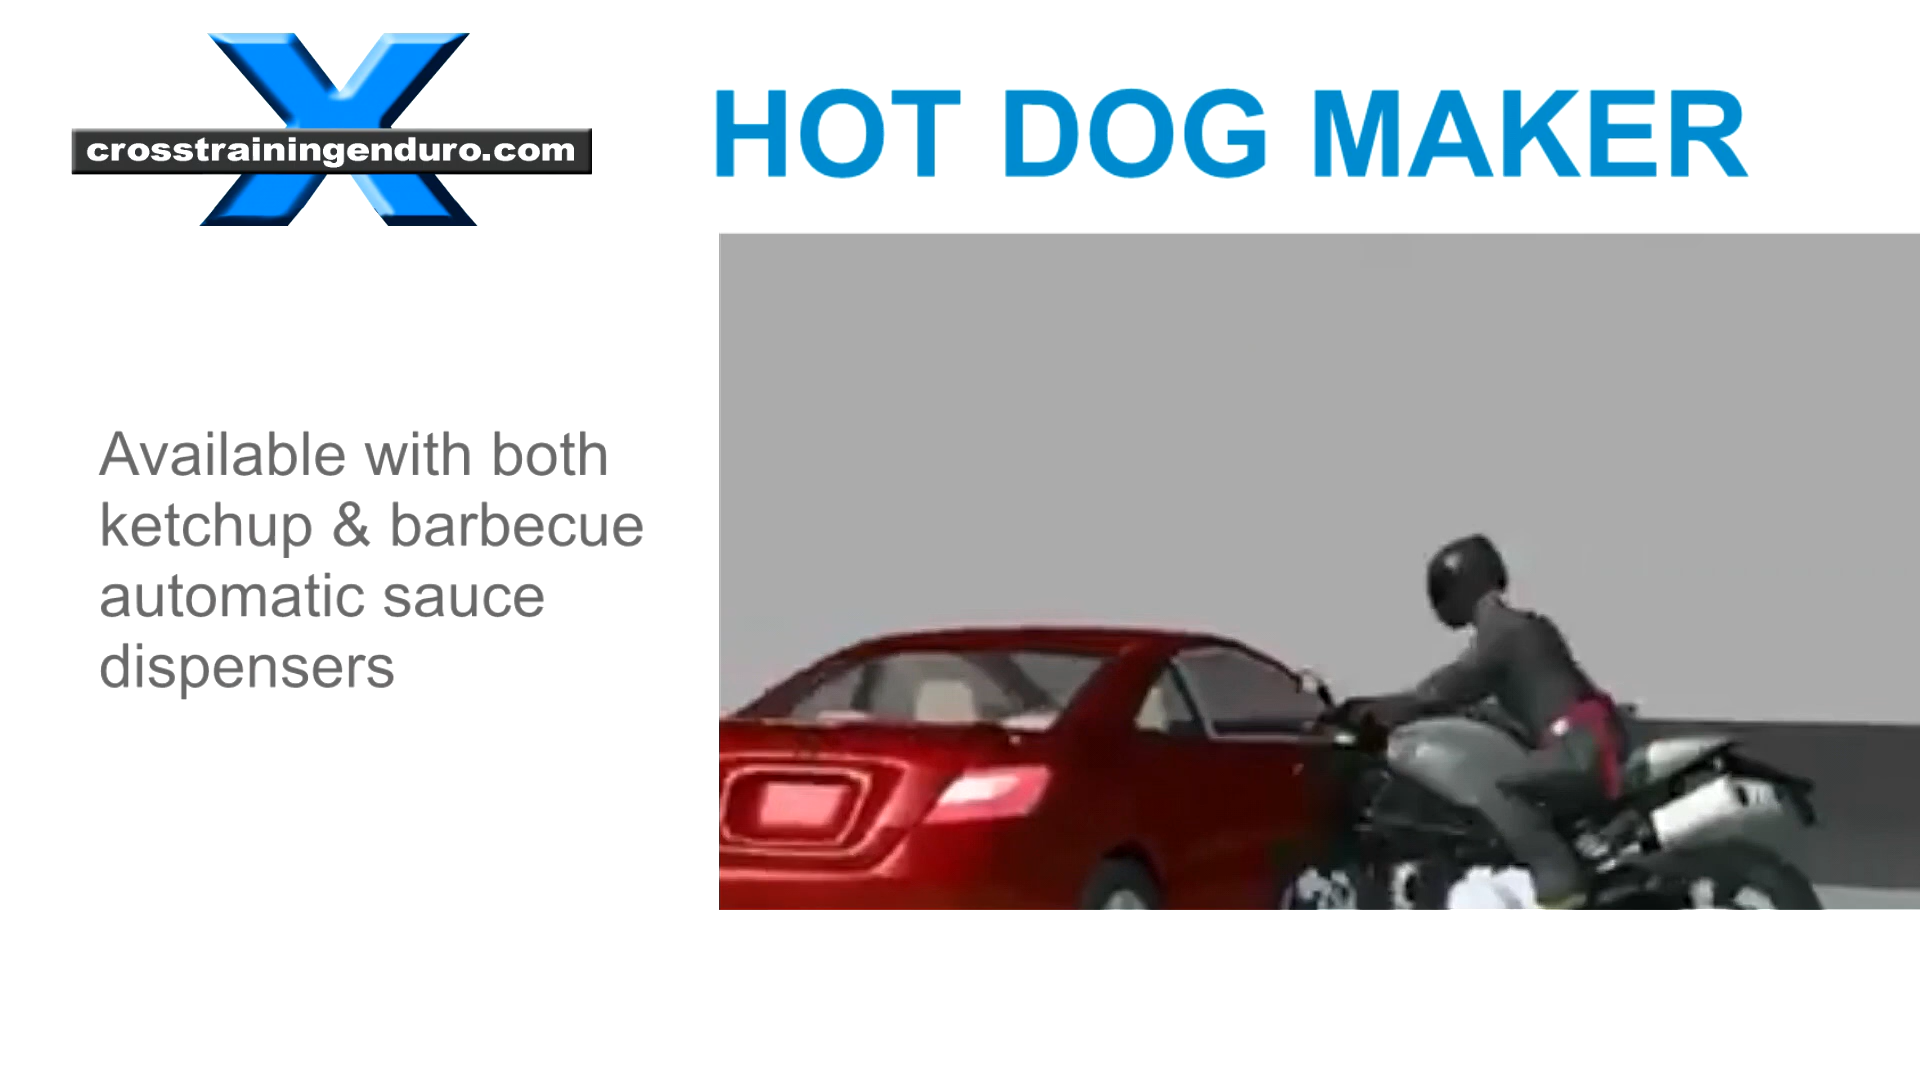 crosstrainingenduro.com
HOT DOG MAKER
Available with both
ketchup & barbecue
automatic sauce
dispensers